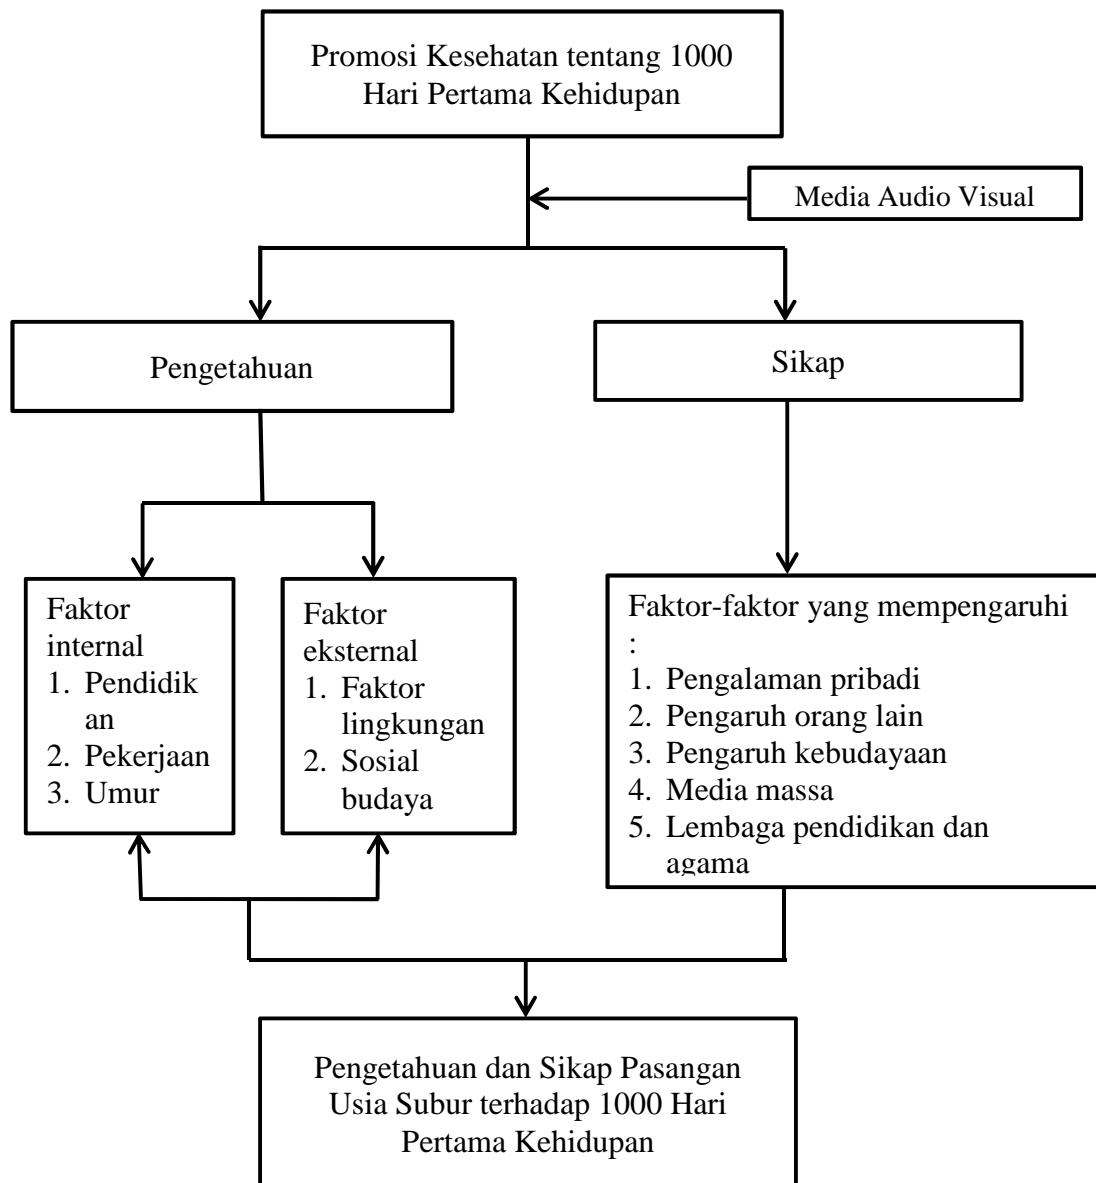 Promosi Kesehatan tentang 1000
Hari Pertama Kehidupan
Media Audio Visual
Pengetahuan
Sikap
Faktor
internal
1. Pendidik
an
2. Pekerjaan
3. Umur
Faktor
eksternal
1. Faktor
lingkungan
2. Sosial
budaya
Faktor-faktor yang mempengaruhi
:
1. Pengalaman pribadi
2. Pengaruh orang lain
3. Pengaruh kebudayaan
4. Media massa
5. Lembaga pendidikan dan
agama
Pengetahuan dan Sikap Pasangan
Usia Subur terhadap 1000 Hari
Pertama Kehidupan